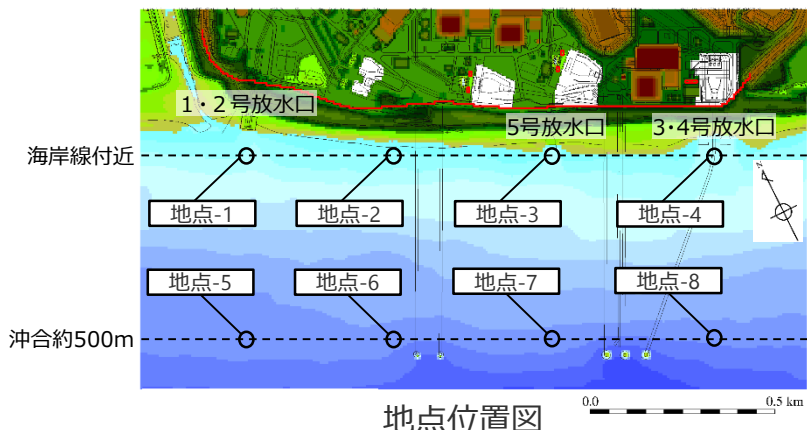 1・2号放水口
5号放水口
3・4号放水口
海岸線付近
N
地点-1
地点-2
地点-3
地点-4
地点-5
地点-6
地点-7
地点-8
沖合約500m
0.0
0.5 km
地点位置図